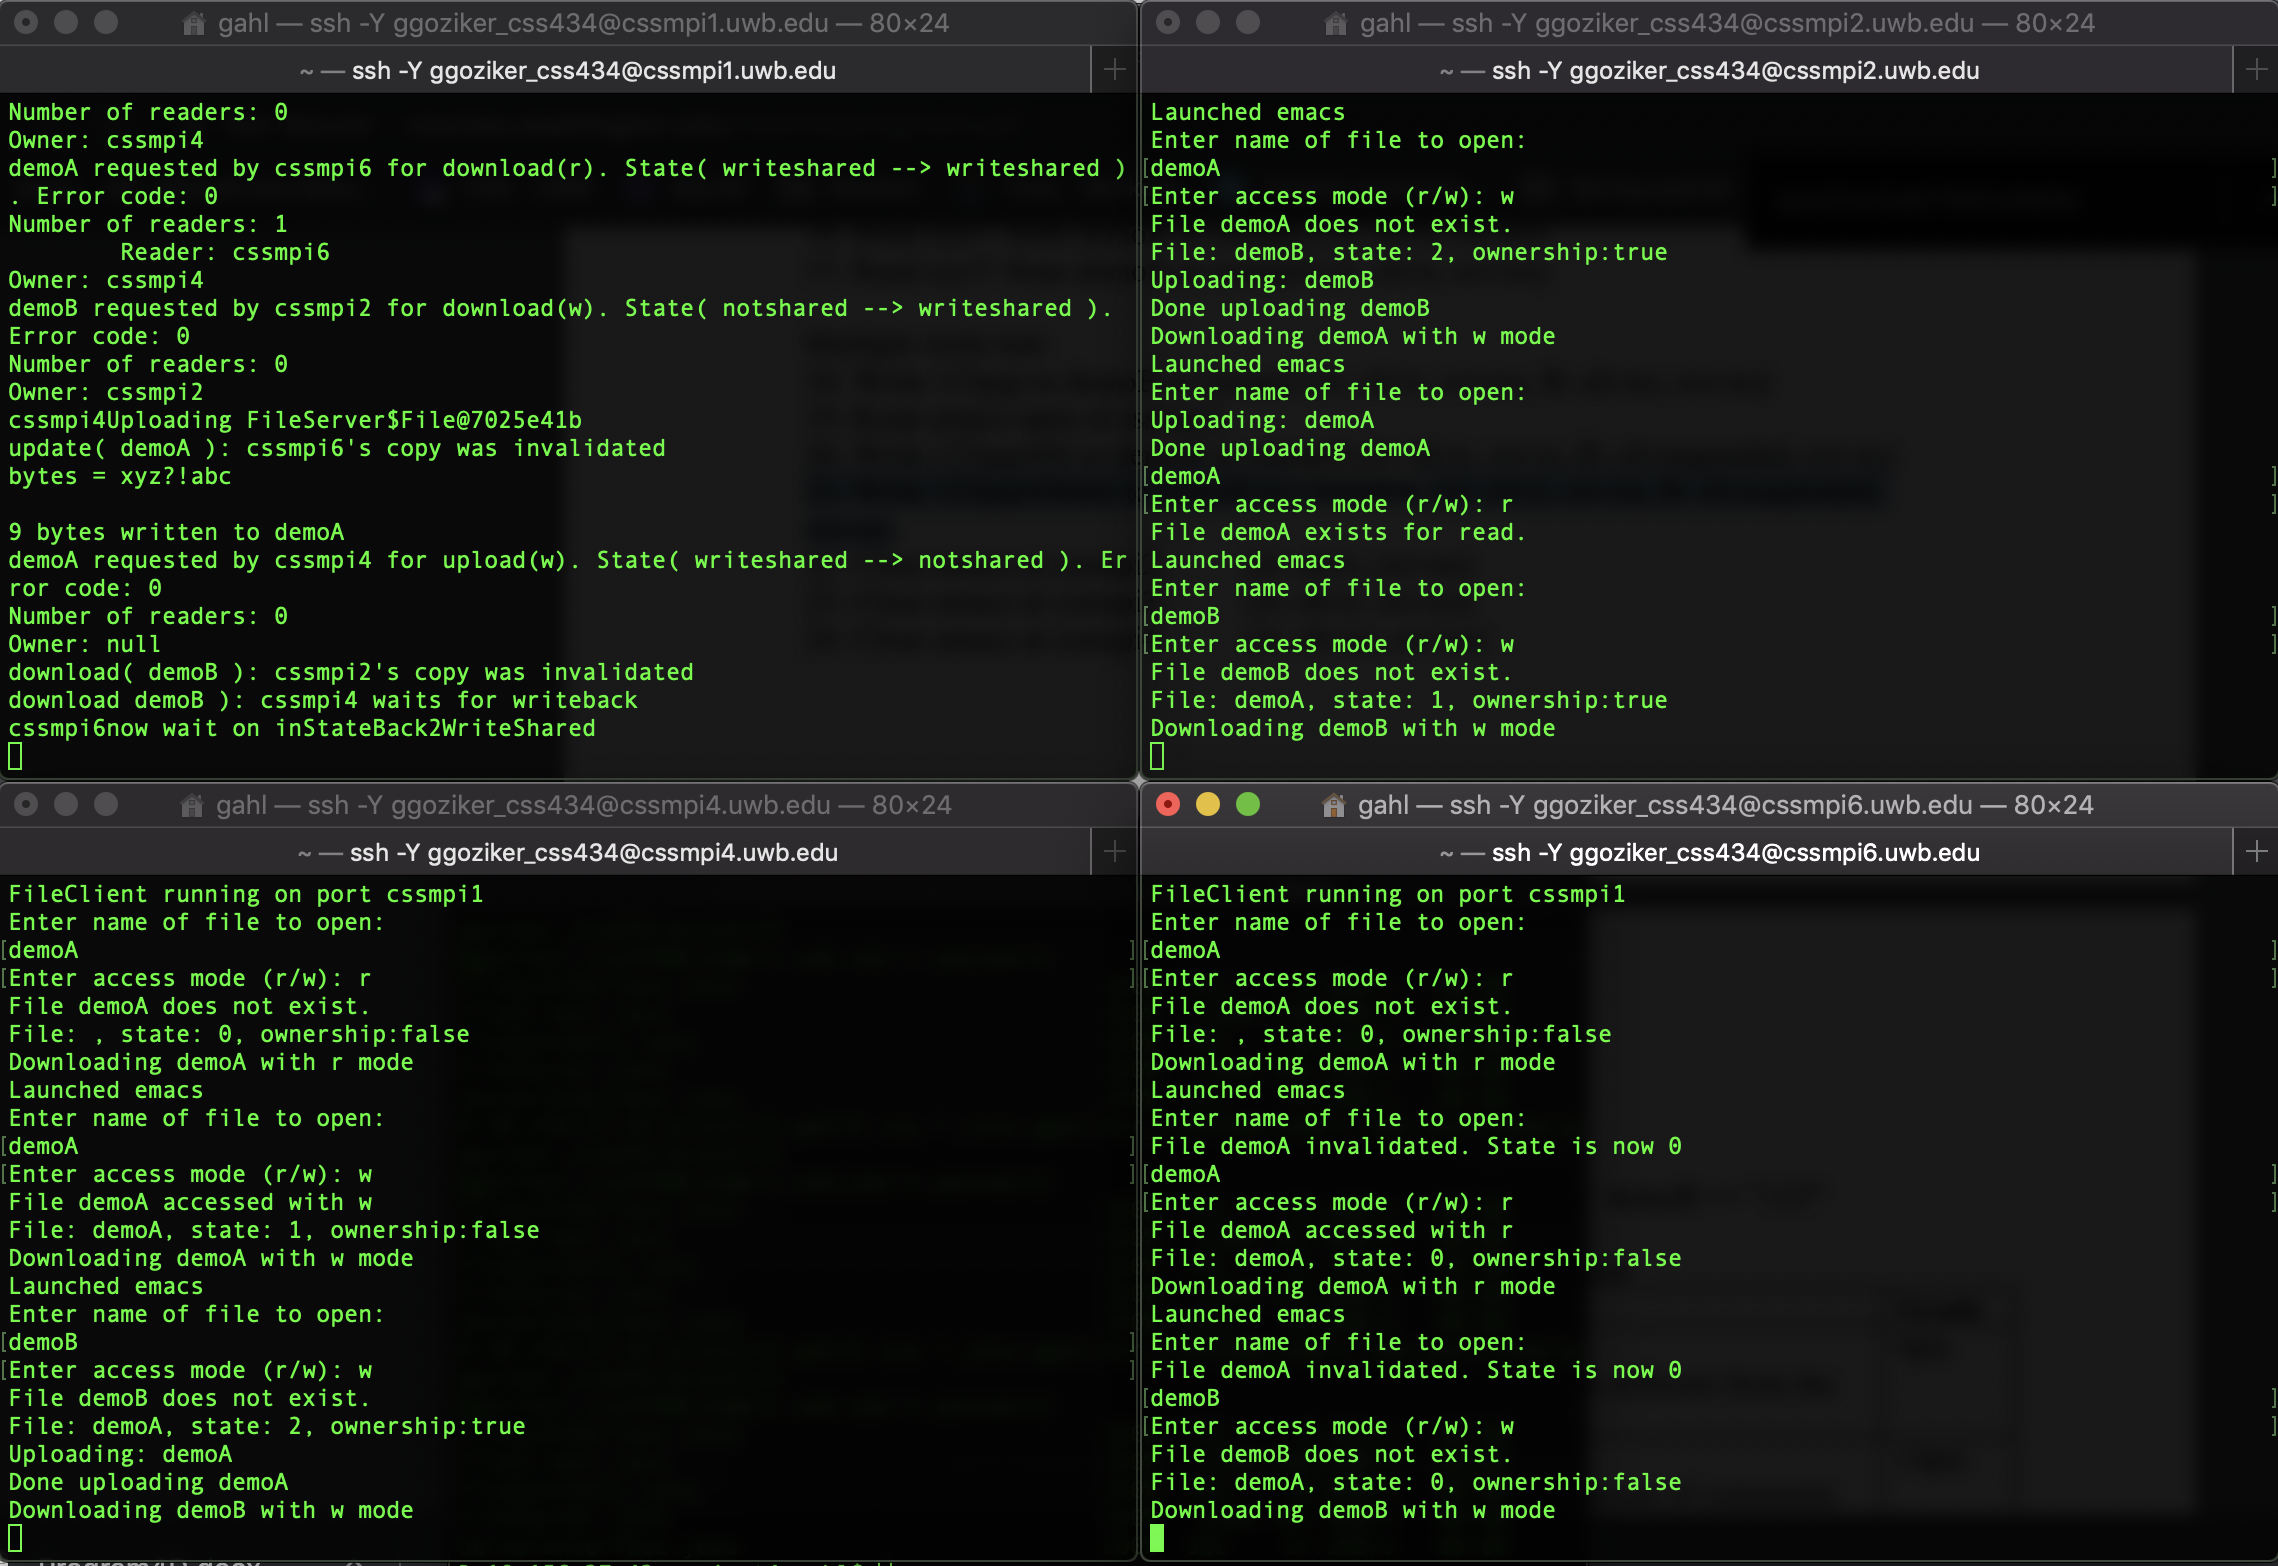 gahl — ssh -Y ggoziker_css434@cssmpi1.uwb.edu — 80×24
~ — ssh -Y ggoziker_css434@cssmpi1.uwb.edu
Number of readers: 0
Owner: cssmpi4
demoA requested by cssmpi6 for download(r). State( writeshared --> writeshared )
. Error code: 0
Number of readers: 1
Reader: cssmpi6
Owner: cssmpi4
demoB requested by cssmpi2 for download(w). State( notshared --> writeshared ).
Error code: 0
Number of readers: 0
Owner: cssmpi2
cssmpi4Uploading FileServer$File@7025e41b
update( demoA ): cssmpi6's copy was invalidated
bytes = xyz?!abc
9 bytes written to demoA
demoA requested by cssmpi4 for upload(w). State( writeshared --> notshared ). Er
ror code: 0
Number of readers: 0
Owner: null
download( demoB ): cssmpi2's copy was invalidated
download demoB ): cssmpi4 waits for writeback
cssmpi6now wait on inStateBack2WriteShared
gahl — ssh -Y ggoziker_css434@cssmpi2.uwb.edu — 80×24
~ — ssh -Y ggoziker_css434@cssmpi2.uwb.edu
Launched emacs
Enter name of file to open:
[demoA ]
[Enter access mode (r/w): w ]
File demoA does not exist.
File: demoB, state: 2, ownership:true
Uploading: demoB
Done uploading demoB
Downloading demoA with w mode
Launched emacs
Enter name of file to open:
Uploading: demoA
Done uploading demoA
[demoA ]
[Enter access mode (r/w): r ]
File demoA exists for read.
Launched emacs
Enter name of file to open:
[demoB ]
[Enter access mode (r/w): w ]
File demoB does not exist.
File: demoA, state: 1, ownership:true
Downloading demoB with w mode
gahl — ssh -Y ggoziker_css434@cssmpi4.uwb.edu — 80×24
~ — ssh -Y ggoziker_css434@cssmpi4.uwb.edu
FileClient running on port cssmpi1
Enter name of file to open:
[demoA ]
[Enter access mode (r/w): r ]
File demoA does not exist.
File: , state: 0, ownership:false
Downloading demoA with r mode
Launched emacs
Enter name of file to open:
[demoA ]
[Enter access mode (r/w): w ]
File demoA accessed with w
File: demoA, state: 1, ownership:false
Downloading demoA with w mode
Launched emacs
Enter name of file to open:
[demoB ]
[Enter access mode (r/w): w ]
File demoB does not exist.
File: demoA, state: 2, ownership:true
Uploading: demoA
Done uploading demoA
Downloading demoB with w mode
gahl — ssh -Y ggoziker_css434@cssmpi6.uwb.edu — 80×24
~ — ssh -Y ggoziker_css434@cssmpi6.uwb.edu
FileClient running on port cssmpi1
Enter name of file to open:
[demoA ]
[Enter access mode (r/w): r ]
File demoA does not exist.
File: , state: 0, ownership:false
Downloading demoA with r mode
Launched emacs
Enter name of file to open:
File demoA invalidated. State is now 0
[demoA ]
[Enter access mode (r/w): r ]
File demoA accessed with r
File: demoA, state: 0, ownership:false
Downloading demoA with r mode
Launched emacs
Enter name of file to open:
File demoA invalidated. State is now 0
[demoB ]
[Enter access mode (r/w): w ]
File demoB does not exist.
File: demoA, state: 0, ownership:false
Downloading demoB with w mode